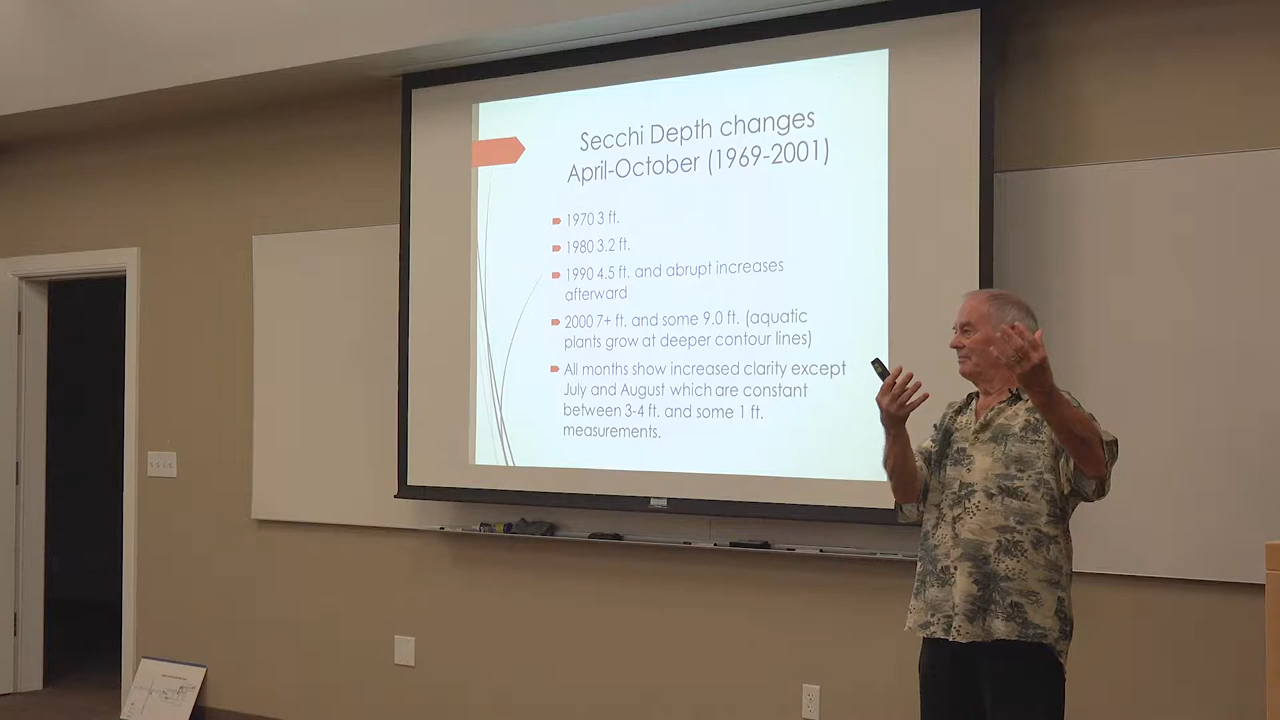 Secchi Depth changes
April-October (1969-2001)
1970 3 ft.
1980 3.2 ft.
1990 4.5 ft. and abrupt increases
afterward
2000 7+ ft. and some 9.0 ft. (aquatic
plants grow at deeper contour lines)
All months show increased clarity except
July and August which are constant
between 3-4 ft. and some 1 ft.
measurements.